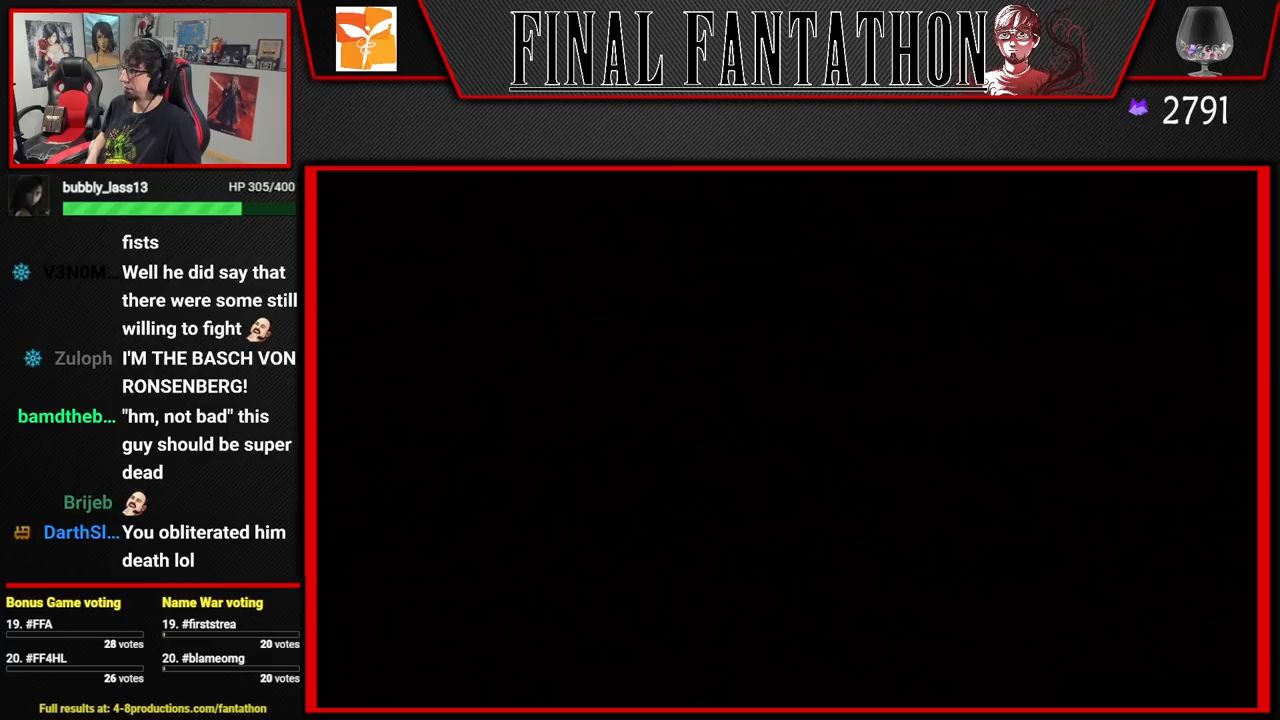 FINAL FANTATHON
2791
bubbly_lass13 HP 305/400
fists
V3N0M... Well he did say that
there were some still
willing to fight
Zuloph I'M THE BASCH VON
RONSENBERG!
bamdtheb... "hm, not bad" this
guy should be super
dead
Brijeb
DarthSl... You obliterated him
death lol
Bonus Game voting Name War voting
19. #FFA 19. #firststrea
28 votes 20 votes
20. #FF4HL 20. #blameomg
26 votes 20 votes
Full results at: 4-8productions.com/fantathon